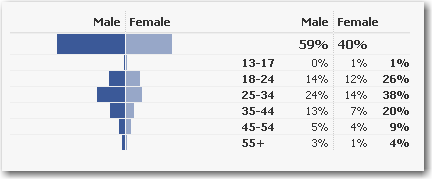 Male Female Male Female
59% 40%
13-17 0% 1% 1%
18-24 14% 12% 26%
25-34 24% 14% 38%
35-44 13% 7% 20%
45-54 5% 4% 9%
55+ 3% 1% 4%